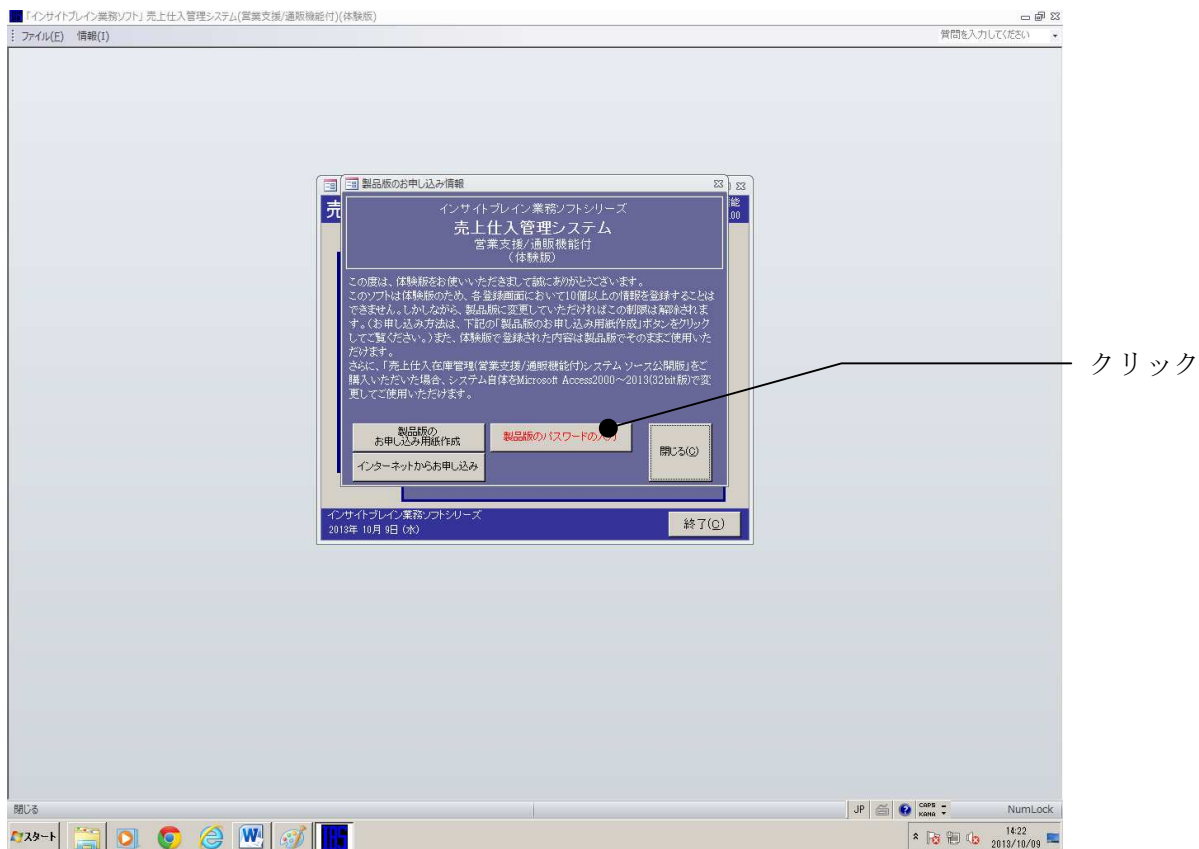 「インサイトブレイン業務ソフト」 売上仕入管理システム(営業支援/通販機能付)(体験版)
ファイル(F) 情報(I)
質問を入力してください
製品版のお申し込み情報
売
能
.00
インサイトブレイン業務ソフトシリーズ
売上仕入管理システム
営業支援/通販機能付
(体験版)
この度は、体験版をお使いいただきまして誠にありがとございます。
このソフトは体験版のため、各登録画面において10個以上の情報を登録することは
できません。しかしながら、製品版に変更していただければこの制限は解除されま
す。(お申し込み方法は、下記の「製品版のお申し込み用紙作成」ボタンをクリック
してご覧ください。)また、体験版で登録された内容は製品版でそのままご使用いた
だけます。
さらに、「売上仕入在庫管理(営業支援/通販機能付)システム ソース公開版」をご
購入いただいた場合、システム自体をMicrosoft Access2000～2013(32bit版)で変
更してご使用いただけます。
クリック
製品版の
お申し込み用紙作成
製品版のパスワードの入力
閉じる(C)
インターネットからお申し込み
インサイトブレイン業務ソフトシリーズ
2013年 10月 9日 (水)
終了(C)
閉じる
JP
CAPS
KANA
NumLock
スタート
14:22
2013/10/09